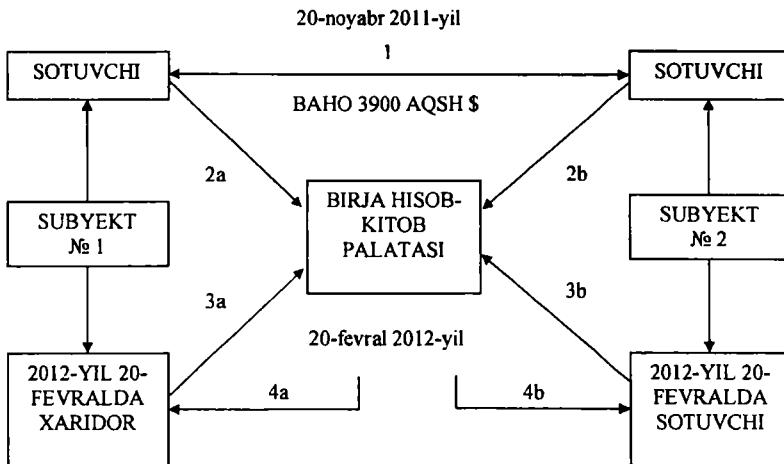 20-noyabr 2011-yil
1
SOTUVCHI
SOTUVCHI
BAHO 3900 AQSH $
2a
2b
BIRJA HISOB-
KITOB
PALATASI
SUBYEKT
№ 1
SUBYEKT
№ 2
3a
3b
20-fevral 2012-yil
2012-YIL 20-
FEVRALDA
XARIDOR
4a
4b
2012-YIL 20-
FEVRALDA
SOTUVCHI